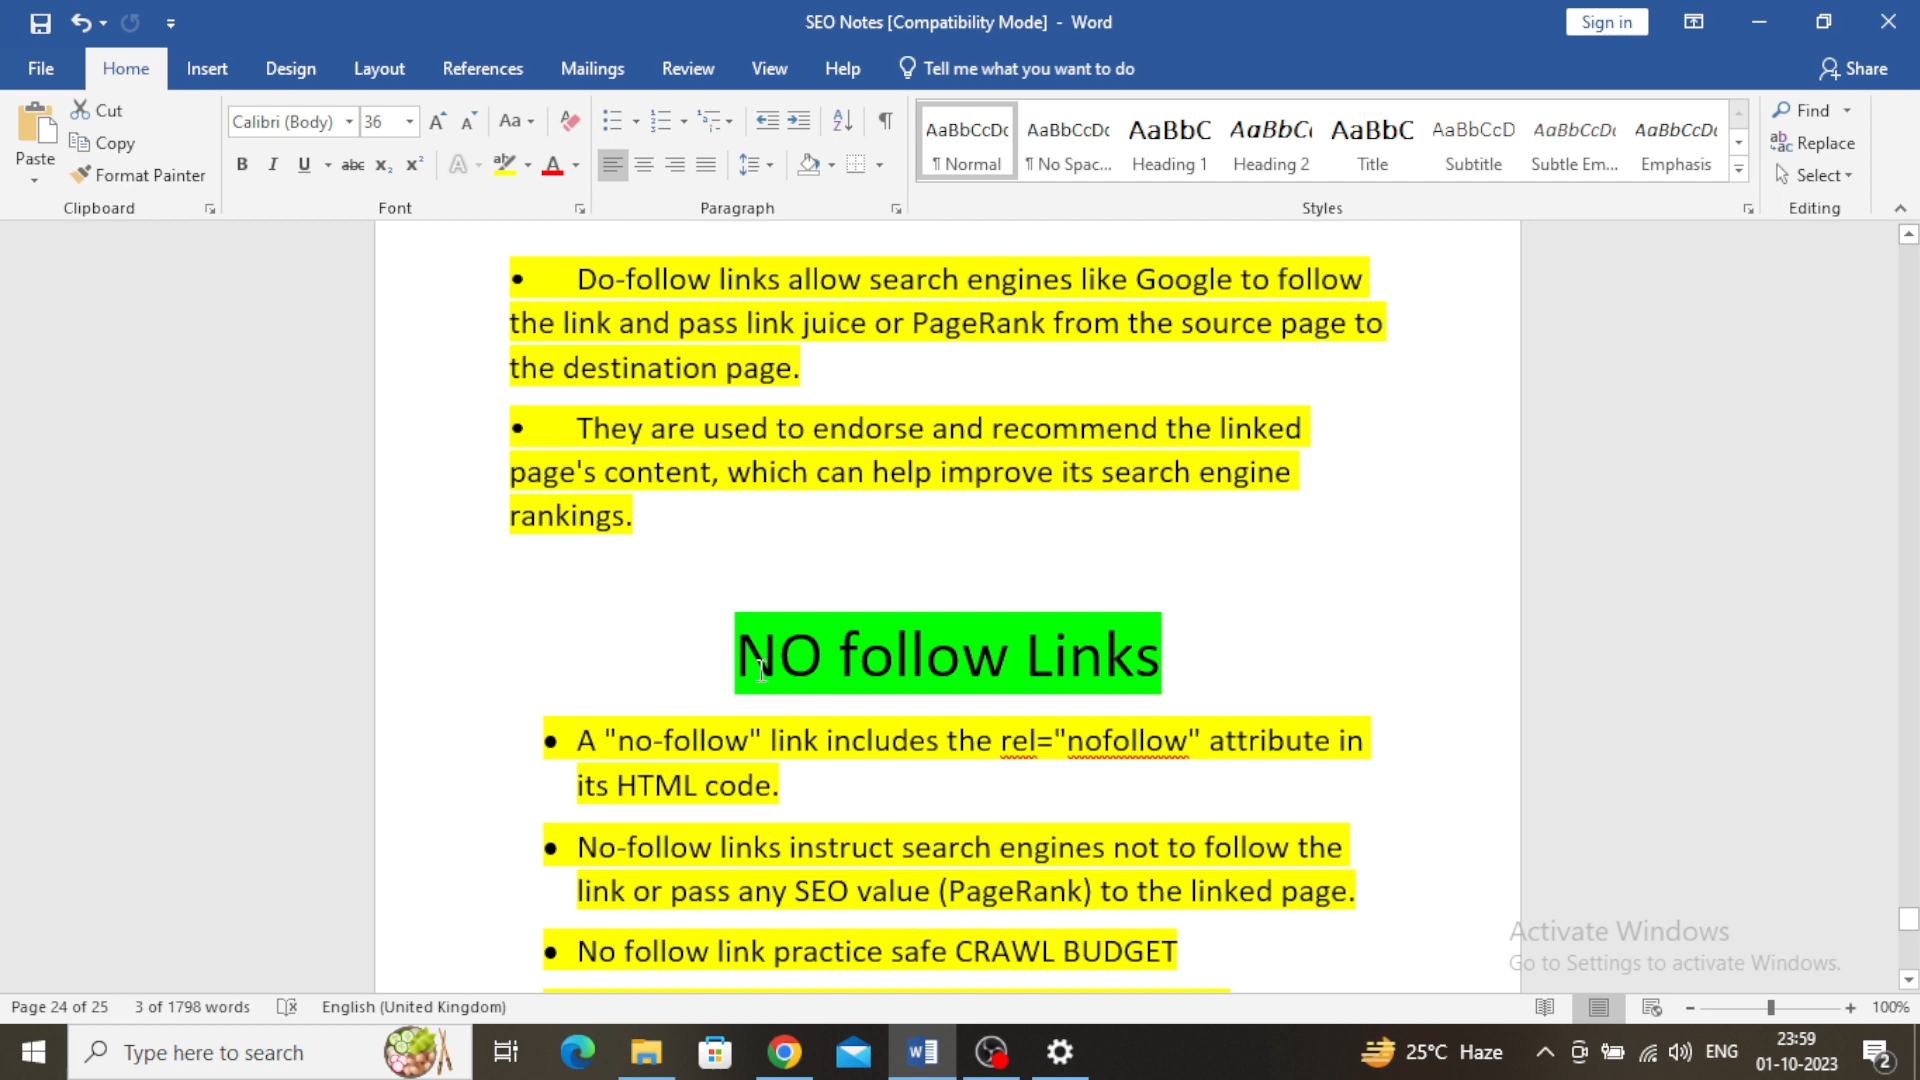 SEO Notes [Compatibility Mode] - Word
Sign in
File Home Insert Design Layout References Mailings Review View Help Tell me what you want to do Share
Paste
Cut
Copy
Format Painter
Clipboard
Calibri (Body) 36
Aa
B I U abc x₂ x² A A
Font
Paragraph
AaBbCcDc AaBbCcDc AaBbC AaBbC AaBbC AaBbCcD AaBbCcDc AaBbCcDc
¶ Normal ¶ No Spac... Heading 1 Heading 2 Title Subtitle Subtle Em... Emphasis
Styles
Find
Replace
Select
Editing
• Do-follow links allow search engines like Google to follow
the link and pass link juice or PageRank from the source page to
the destination page.
• They are used to endorse and recommend the linked
page's content, which can help improve its search engine
rankings.
NO follow Links
• A "no-follow" link includes the rel="nofollow" attribute in
its HTML code.
• No-follow links instruct search engines not to follow the
link or pass any SEO value (PageRank) to the linked page.
• No follow link practice safe CRAWL BUDGET
Activate Windows
Go to Settings to activate Windows.
Page 24 of 25 3 of 1798 words English (United Kingdom) 100%
Type here to search
25°C Haze
ENG
23:59
01-10-2023
2